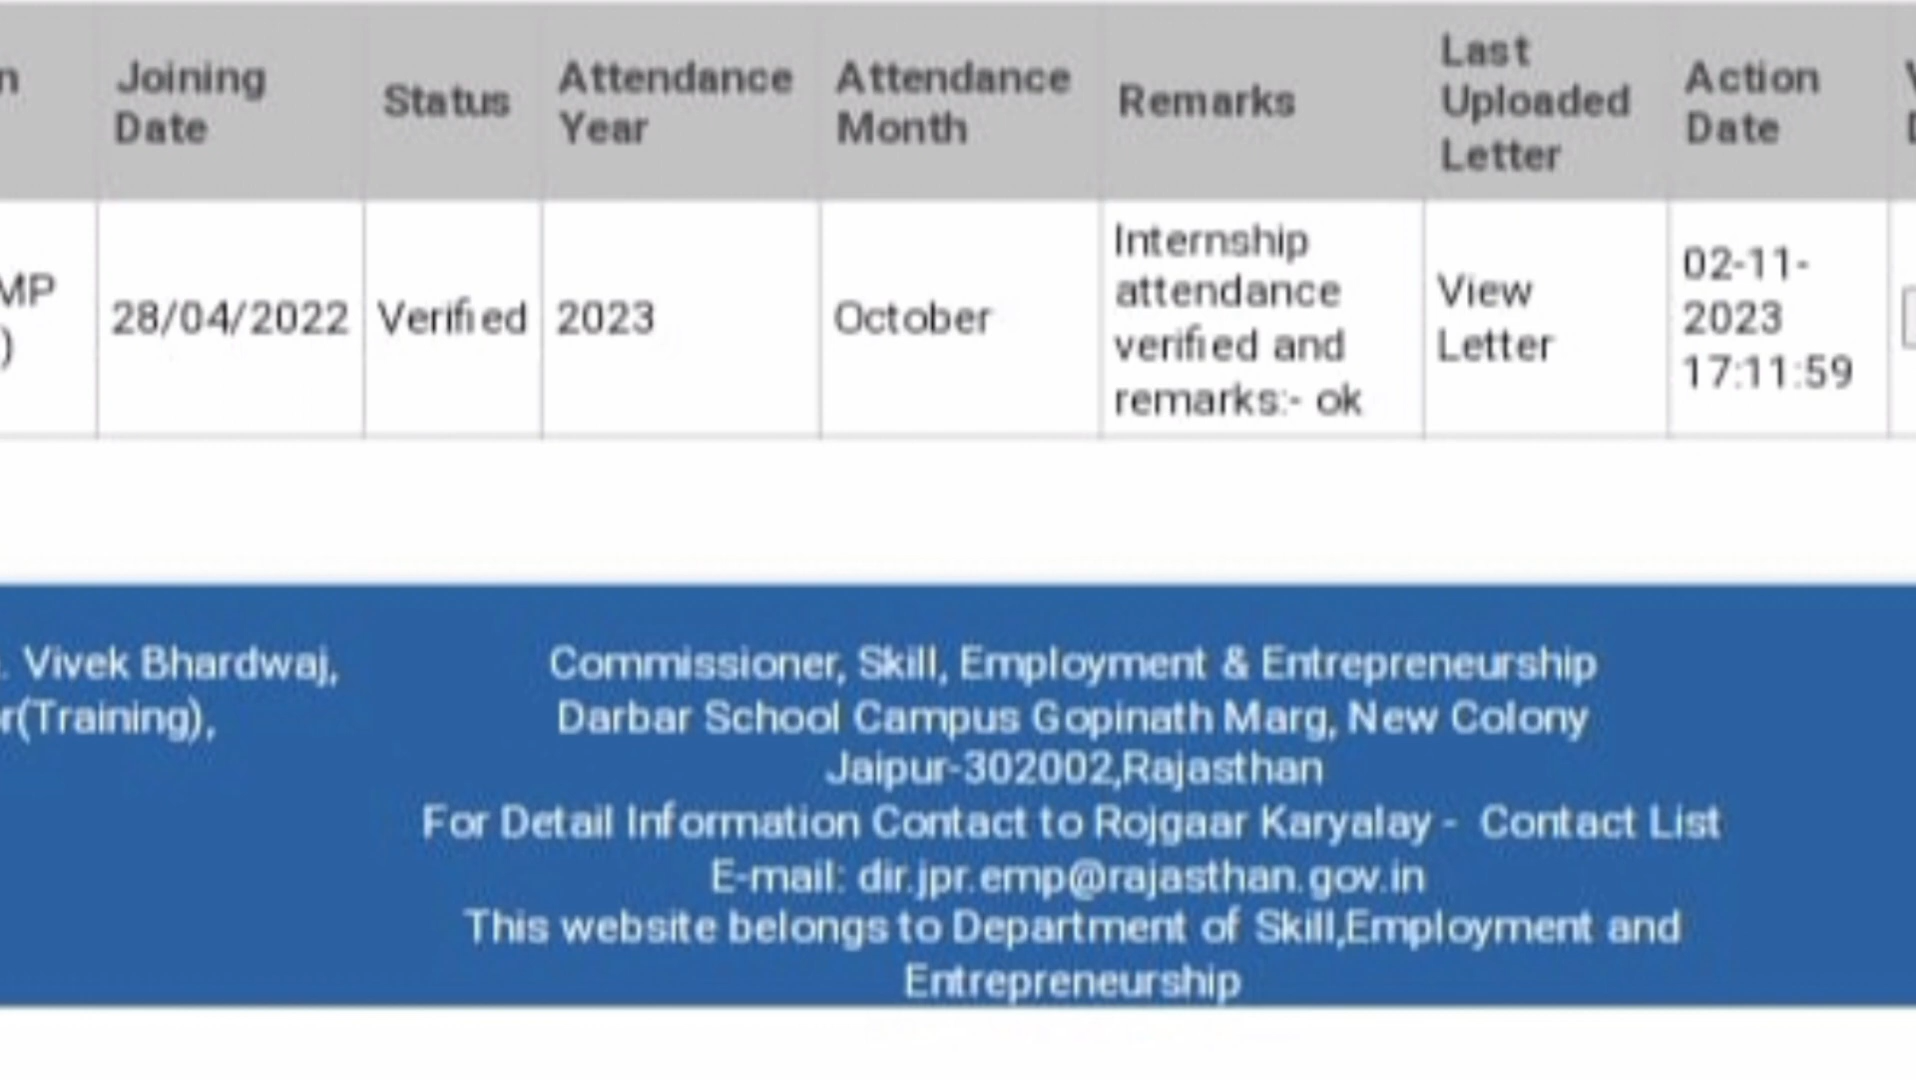 Joining Date
Status
Attendance Year
Attendance Month
Remarks
Last Uploaded Letter
Action Date
MP
)
28/04/2022
Verified
2023
October
Internship
attendance
verified and
remarks:- ok
View
Letter
02-11-
2023
17:11:59
. Vivek Bhardwaj,
r(Training),
Commissioner, Skill, Employment & Entrepreneurship
Darbar School Campus Gopinath Marg, New Colony
Jaipur-302002,Rajasthan
For Detail Information Contact to Rojgaar Karyalay - Contact List
E-mail: dir.jpr.emp@rajasthan.gov.in
This website belongs to Department of Skill,Employment and
Entrepreneurship